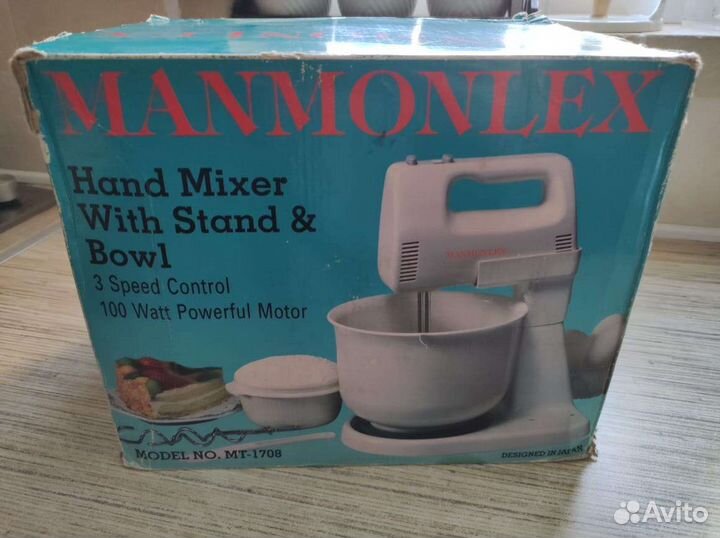 MANMONLEX
Hand Mixer
With Stand &
Bowl
3 Speed Control
100 Watt Powerful Motor
MANMONLEX
MODEL NO. MT-1708
DESIGNED IN JAPAN
Avito